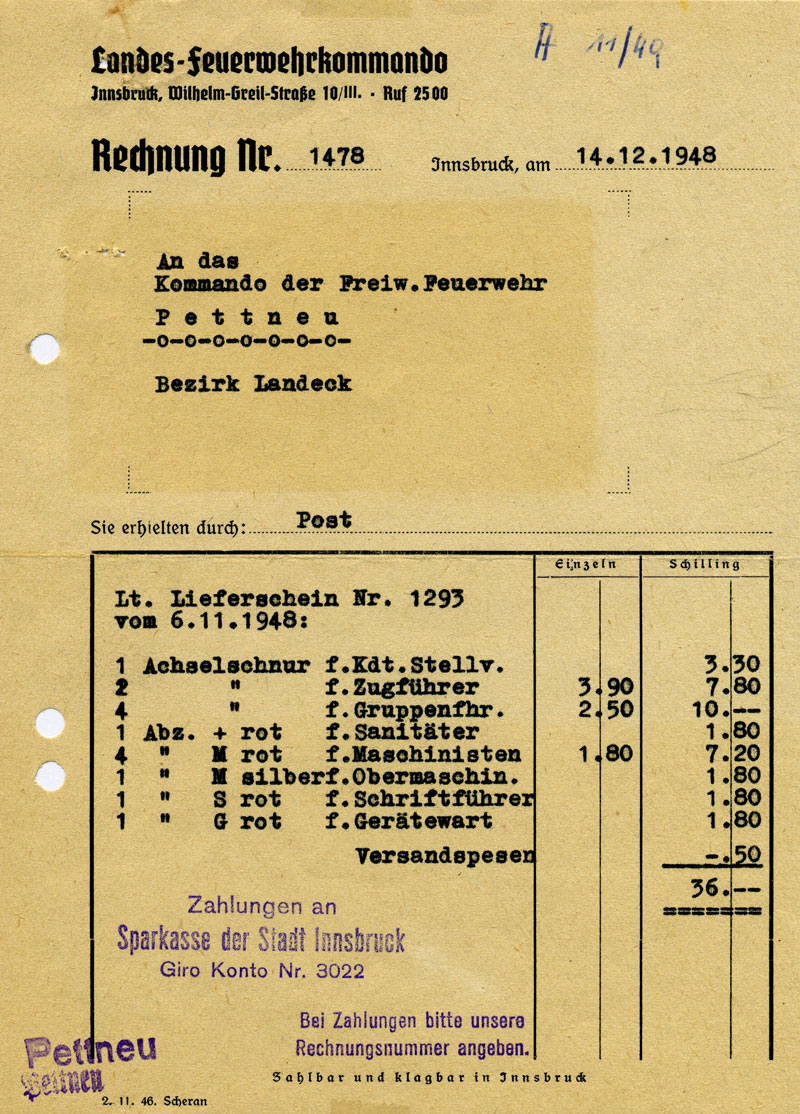 A 11/49
Landes-Feuerwehrkommando
Innsbruck, Wilhelm-Greil-Straße 10/III. · Ruf 2500
Rechnung Nr. 1478 Innsbruck, am 14.12.1948
An das
Kommando der Freiw.Feuerwehr
P e t t n e u
-o-o-o-o-o-o-o-
Bezirk Landeck
Sie erhielten durch: Post
Einzeln Schilling
Lt. Lieferschein Nr. 1293
vom 6.11.1948:
1 Achselschnur f.Kdt.Stellv. 3.30
2 " f.Zugführer 3.90 7.80
4 " f.Gruppenfhr. 2.50 10.--
1 Abz. + rot f.Sanitäter 1.80
4 " M rot f.Maschinisten 1.80 7.20
1 " M silberf.Obermaschin. 1.80
1 " S rot f.Schriftführer 1.80
1 " G rot f.Gerätewart 1.80
Versandspesen -.50
36.--
Zahlungen an
Sparkasse der Stadt Innsbruck
Giro Konto Nr. 3022
Bei Zahlungen bitte unsere
Rechnungsnummer angeben.
Pettneu
Pettneu
Zahlbar und klagbar in Innsbruck
2. 11. 46. Scheran